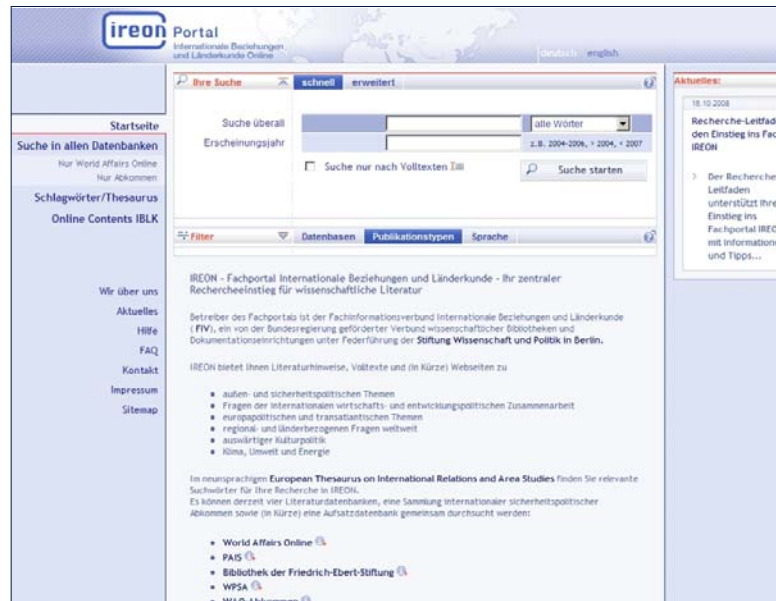 ireon Portal
Internationale Beziehungen
und Länderkunde Online
deutsch english
Startseite
Suche in allen Datenbanken
Nur World Affairs Online
Nur Abkommen
Schlagwörter/Thesaurus
Online Contents IBLK
Wir über uns
Aktuelles
Hilfe
FAQ
Kontakt
Impressum
Sitemap
Ihre Suche schnell erweitert
Suche überall alle Wörter
Erscheinungsjahr z.B. 2004-2006, > 2004, < 2007
Suche nur nach Volltexten Suche starten
Filter Datenbasen Publikationstypen Sprache
IREON - Fachportal Internationale Beziehungen und Länderkunde - Ihr zentraler
Rechercheeinstieg für wissenschaftliche Literatur
Betreiber des Fachportals ist der Fachinformationsverbund Internationale Beziehungen und Länderkunde
(FIV), ein von der Bundesregierung geförderter Verbund wissenschaftlicher Bibliotheken und
Dokumentationseinrichtungen unter Federführung der Stiftung Wissenschaft und Politik in Berlin.
IREON bietet Ihnen Literaturhinweise, Volltexte und (in Kürze) Webseiten zu
außen- und sicherheitspolitischen Themen
Fragen der internationalen wirtschafts- und entwicklungspolitischen Zusammenarbeit
europapolitischen und transatlantischen Themen
regional- und länderbezogenen Fragen weltweit
auswärtiger Kulturpolitik
Klima, Umwelt und Energie
Im neunsprachigen European Thesaurus on International Relations and Area Studies finden Sie relevante
Suchwörter für Ihre Recherche in IREON.
Es können derzeit vier Literaturdatenbanken, eine Sammlung internationaler sicherheitspolitischer
Abkommen sowie (in Kürze) eine Aufsatzdatenbank gemeinsam durchsucht werden:
World Affairs Online
PAIS
Bibliothek der Friedrich-Ebert-Stiftung
WPSA
WAO-Abkommen
Aktuelles:
18.10.2008
Recherche-Leitfad
den Einstieg ins Fac
IREON
> Der Recherche
Leitfaden
unterstützt Ihre
Einstieg ins
Fachportal IREO
mit Information
und Tipps...